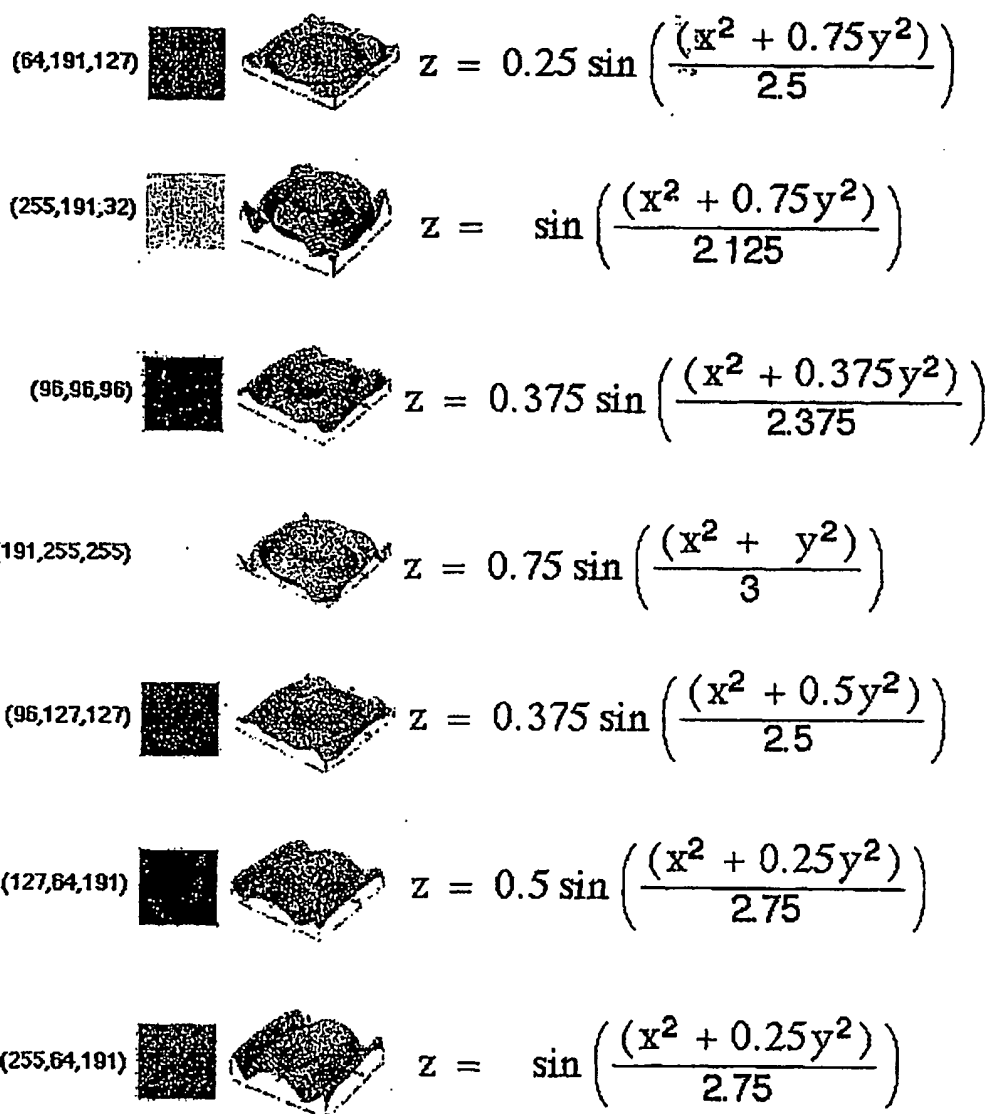 (64,191,127) z = 0.25 sin((x² + 0.75y²)/2.5)
(255,191,32) z = sin((x² + 0.75y²)/2.125)
(96,96,96) z = 0.375 sin((x² + 0.375y²)/2.375)
191,255,255) z = 0.75 sin((x² + y²)/3)
(96,127,127) z = 0.375 sin((x² + 0.5y²)/2.5)
(127,64,191) z = 0.5 sin((x² + 0.25y²)/2.75)
(255,64,191) z = sin((x² + 0.25y²)/2.75)